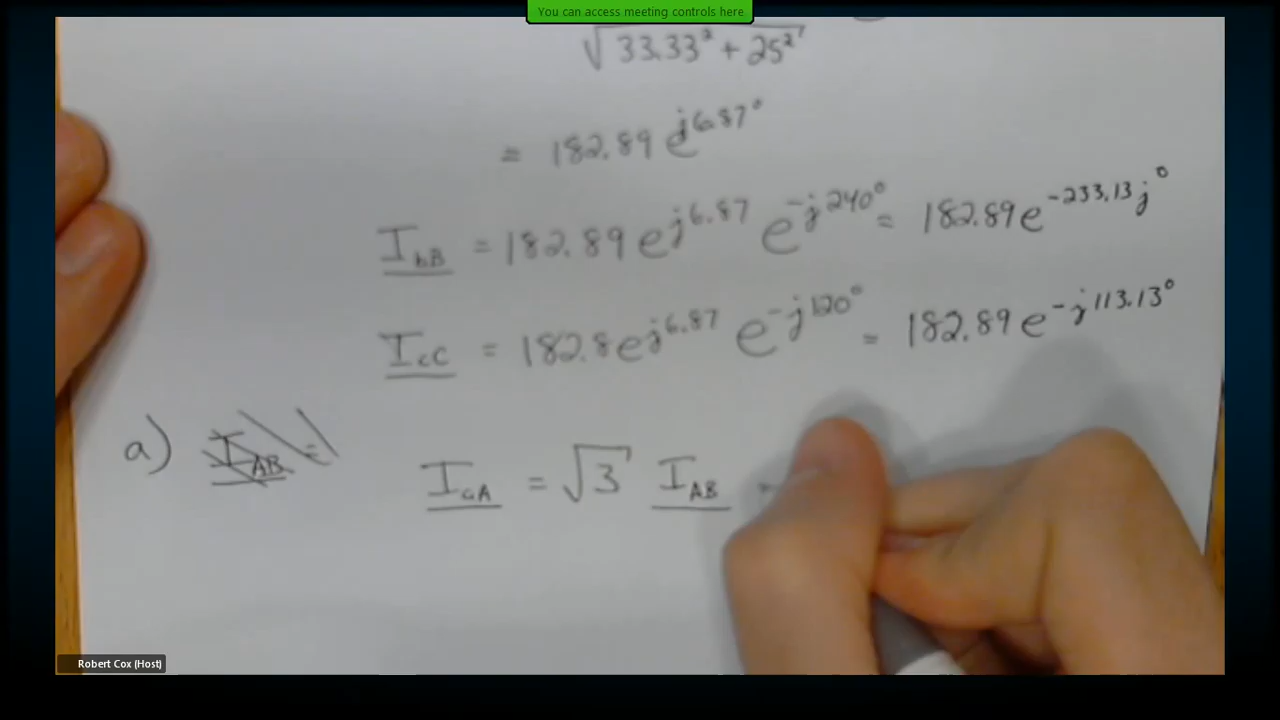 You can access meeting controls here
√33.33² + 25²
= 182.89 e^j6.87°
I_bB = 182.89 e^j6.87 e^-j240° = 182.89 e^-233.13j°
I_cC = 182.8 e^j6.87 e^-j120° = 182.89 e^-j113.13°
a) I_AB = I_aA = √3 I_AB
Robert Cox (Host)